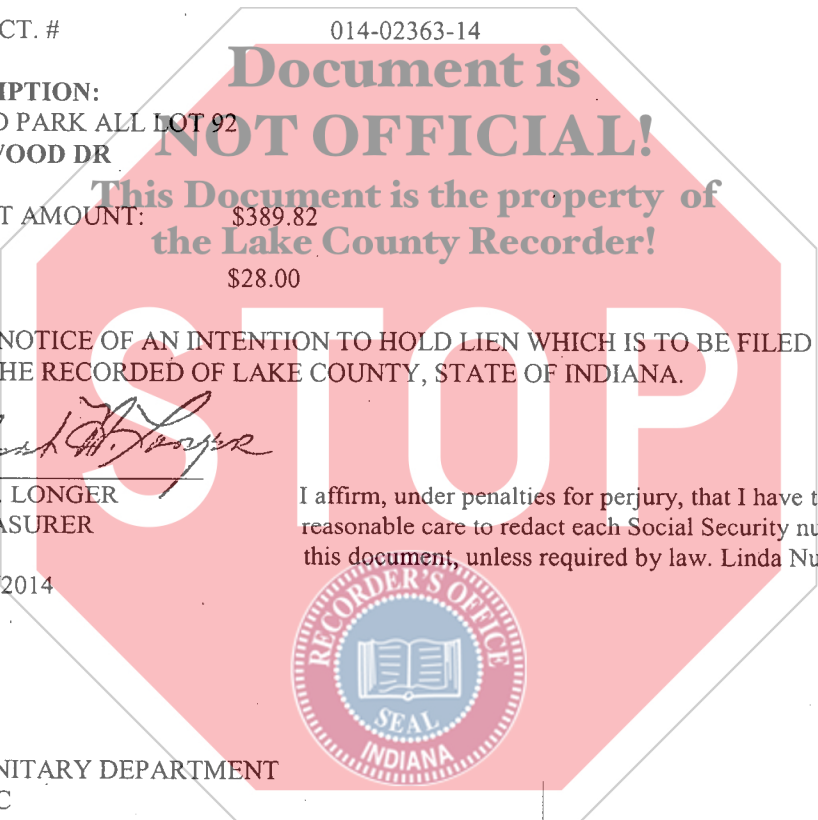 CT. # 014-02363-14
Document is
IPTION:
D PARK ALL LOT 92
NOT OFFICIAL!
WOOD DR
This Document is the property of
T AMOUNT: $389.82
the Lake County Recorder!
$28.00
STOP
NOTICE OF AN INTENTION TO HOLD LIEN WHICH IS TO BE FILED
HE RECORDED OF LAKE COUNTY, STATE OF INDIANA.
H. Longer
. LONGER
ASURER
I affirm, under penalties for perjury, that I have t
reasonable care to redact each Social Security nu
this document, unless required by law. Linda Nu
2014
RECORDER'S OFFICE
SEAL
INDIANA
NITARY DEPARTMENT
C